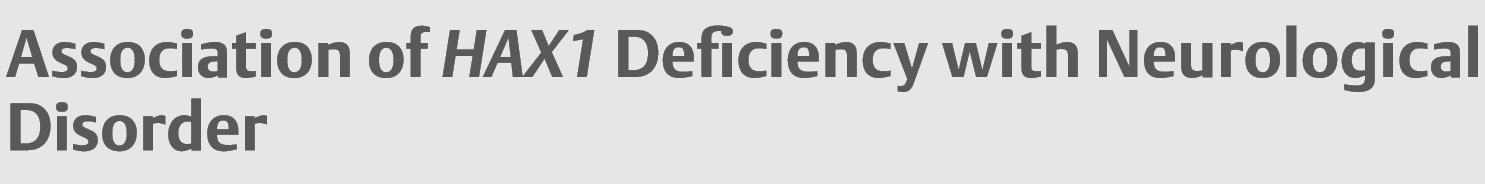 Association of HAX1 Deficiency with Neurological
Disorder